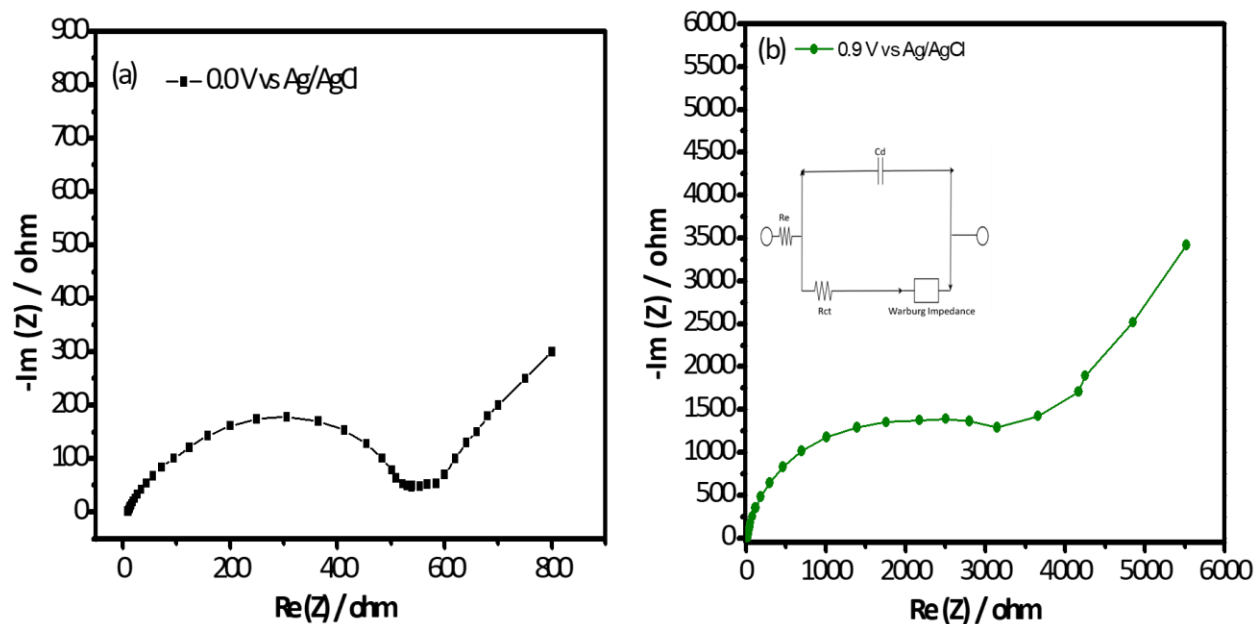 (a)
0.0 V vs Ag/AgCl
900
800
700
600
500
400
300
200
100
0
-Im (Z) / ohm
0
200
400
600
800
Re (Z) / ohm
(b)
0.9 V vs Ag/AgCl
6000
5500
5000
4500
4000
3500
3000
2500
2000
1500
1000
500
0
-Im (Z) / ohm
Cd
Re
Rct
Warburg Impedance
0
1000
2000
3000
4000
5000
6000
Re (Z) / ohm